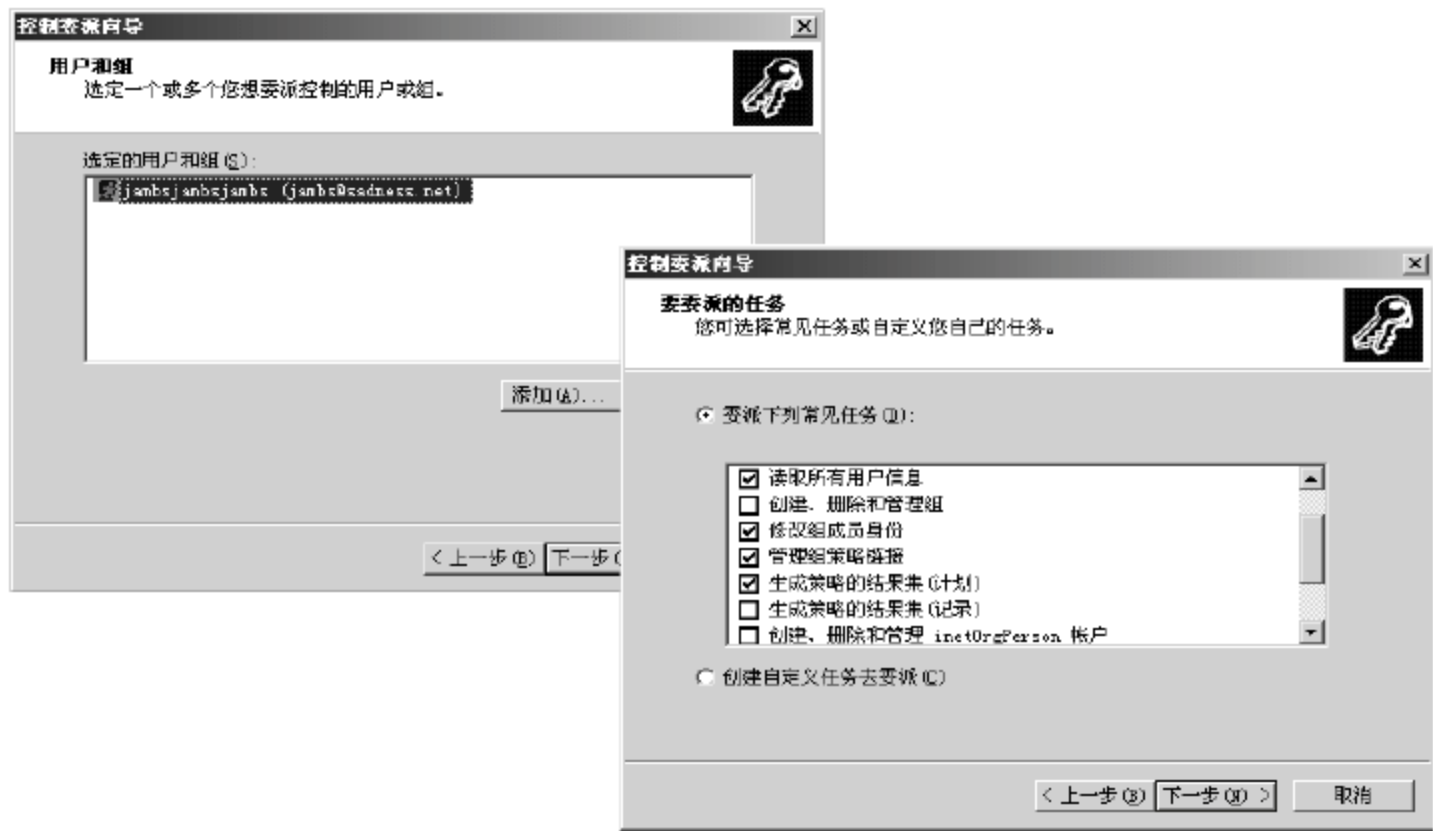 控制委派向导
用户和组
选定一个或多个您想委派控制的用户或组。
选定的用户和组(S):
jambsjambsjambs (jambs@sadness.net)
添加(A)...
< 上一步(B)
下一步(
控制委派向导
要委派的任务
您可选择常见任务或自定义您自己的任务。
委派下列常见任务(D):
读取所有用户信息
创建、删除和管理组
修改组成员身份
管理组策略链接
生成策略的结果集(计划)
生成策略的结果集(记录)
创建、删除和管理 inetOrgPerson 帐户
创建自定义任务去委派(C)
< 上一步(B)
下一步(N) >
取消